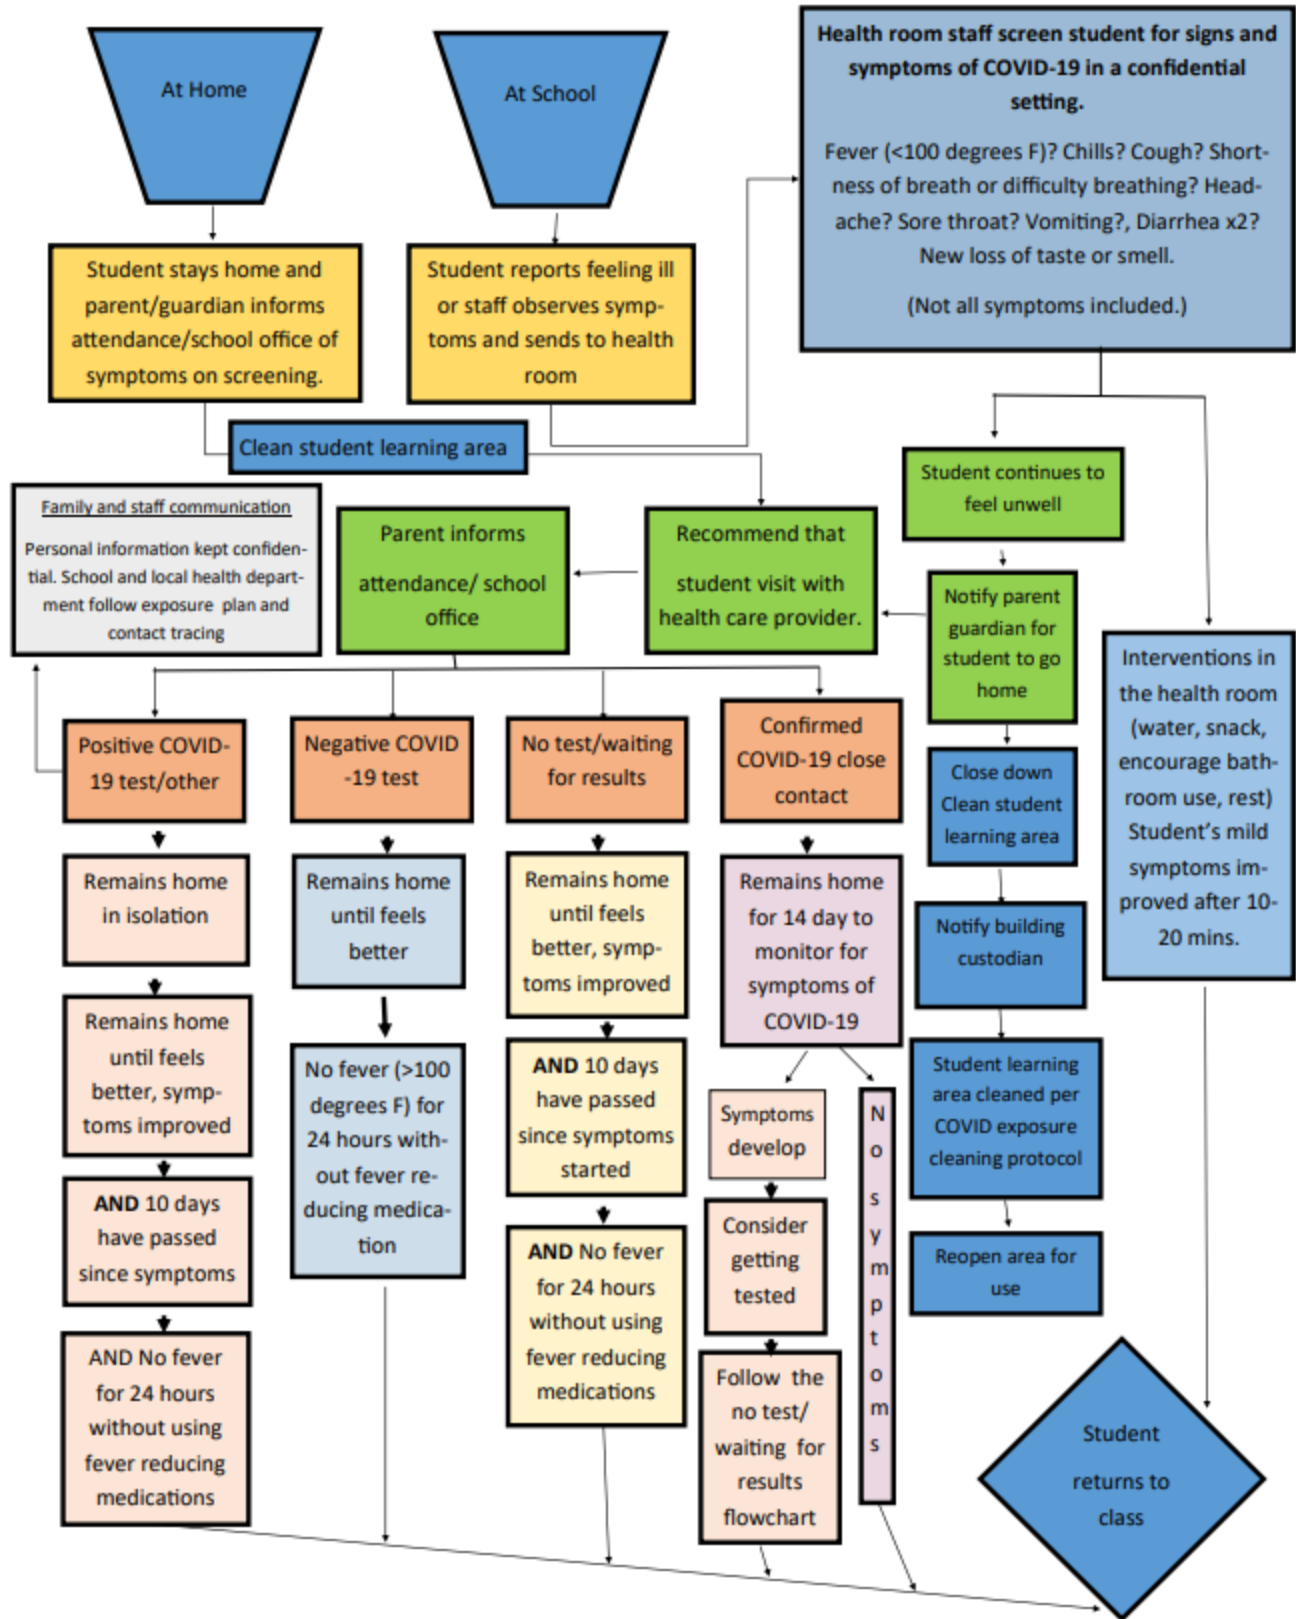 At Home
At School
Health room staff screen student for signs and
symptoms of COVID-19 in a confidential
setting.
Fever (<100 degrees F)? Chills? Cough? Short-
ness of breath or difficulty breathing? Head-
ache? Sore throat? Vomiting?, Diarrhea x2?
New loss of taste or smell.
(Not all symptoms included.)
Student stays home and
parent/guardian informs
attendance/school office of
symptoms on screening.
Student reports feeling ill
or staff observes symp-
toms and sends to health
room
Clean student learning area
Student continues to
feel unwell
Family and staff communication
Personal information kept confiden-
tial. School and local health depart-
ment follow exposure plan and
contact tracing
Parent informs
attendance/ school
office
Recommend that
student visit with
health care provider.
Notify parent
guardian for
student to go
home
Interventions in
the health room
(water, snack,
encourage bath-
room use, rest)
Student's mild
symptoms im-
proved after 10-
20 mins.
Positive COVID-
19 test/other
Negative COVID
-19 test
No test/waiting
for results
Confirmed
COVID-19 close
contact
Close down
Clean student
learning area
Remains home
in isolation
Remains home
until feels
better
Remains home
until feels
better, symp-
toms improved
Remains home
for 14 day to
monitor for
symptoms of
COVID-19
Notify building
custodian
Remains home
until feels
better, symp-
toms improved
No fever (>100
degrees F) for
24 hours with-
out fever re-
ducing medica-
tion
AND 10 days
have passed
since symptoms
started
Symptoms
develop
N
o
s
y
m
p
t
o
m
s
Student learning
area cleaned per
COVID exposure
cleaning protocol
AND 10 days
have passed
since symptoms
AND No fever
for 24 hours
without using
fever reducing
medications
Consider
getting
tested
Reopen area for
use
AND No fever
for 24 hours
without using
fever reducing
medications
Follow the
no test/
waiting for
results
flowchart
Student
returns to
class